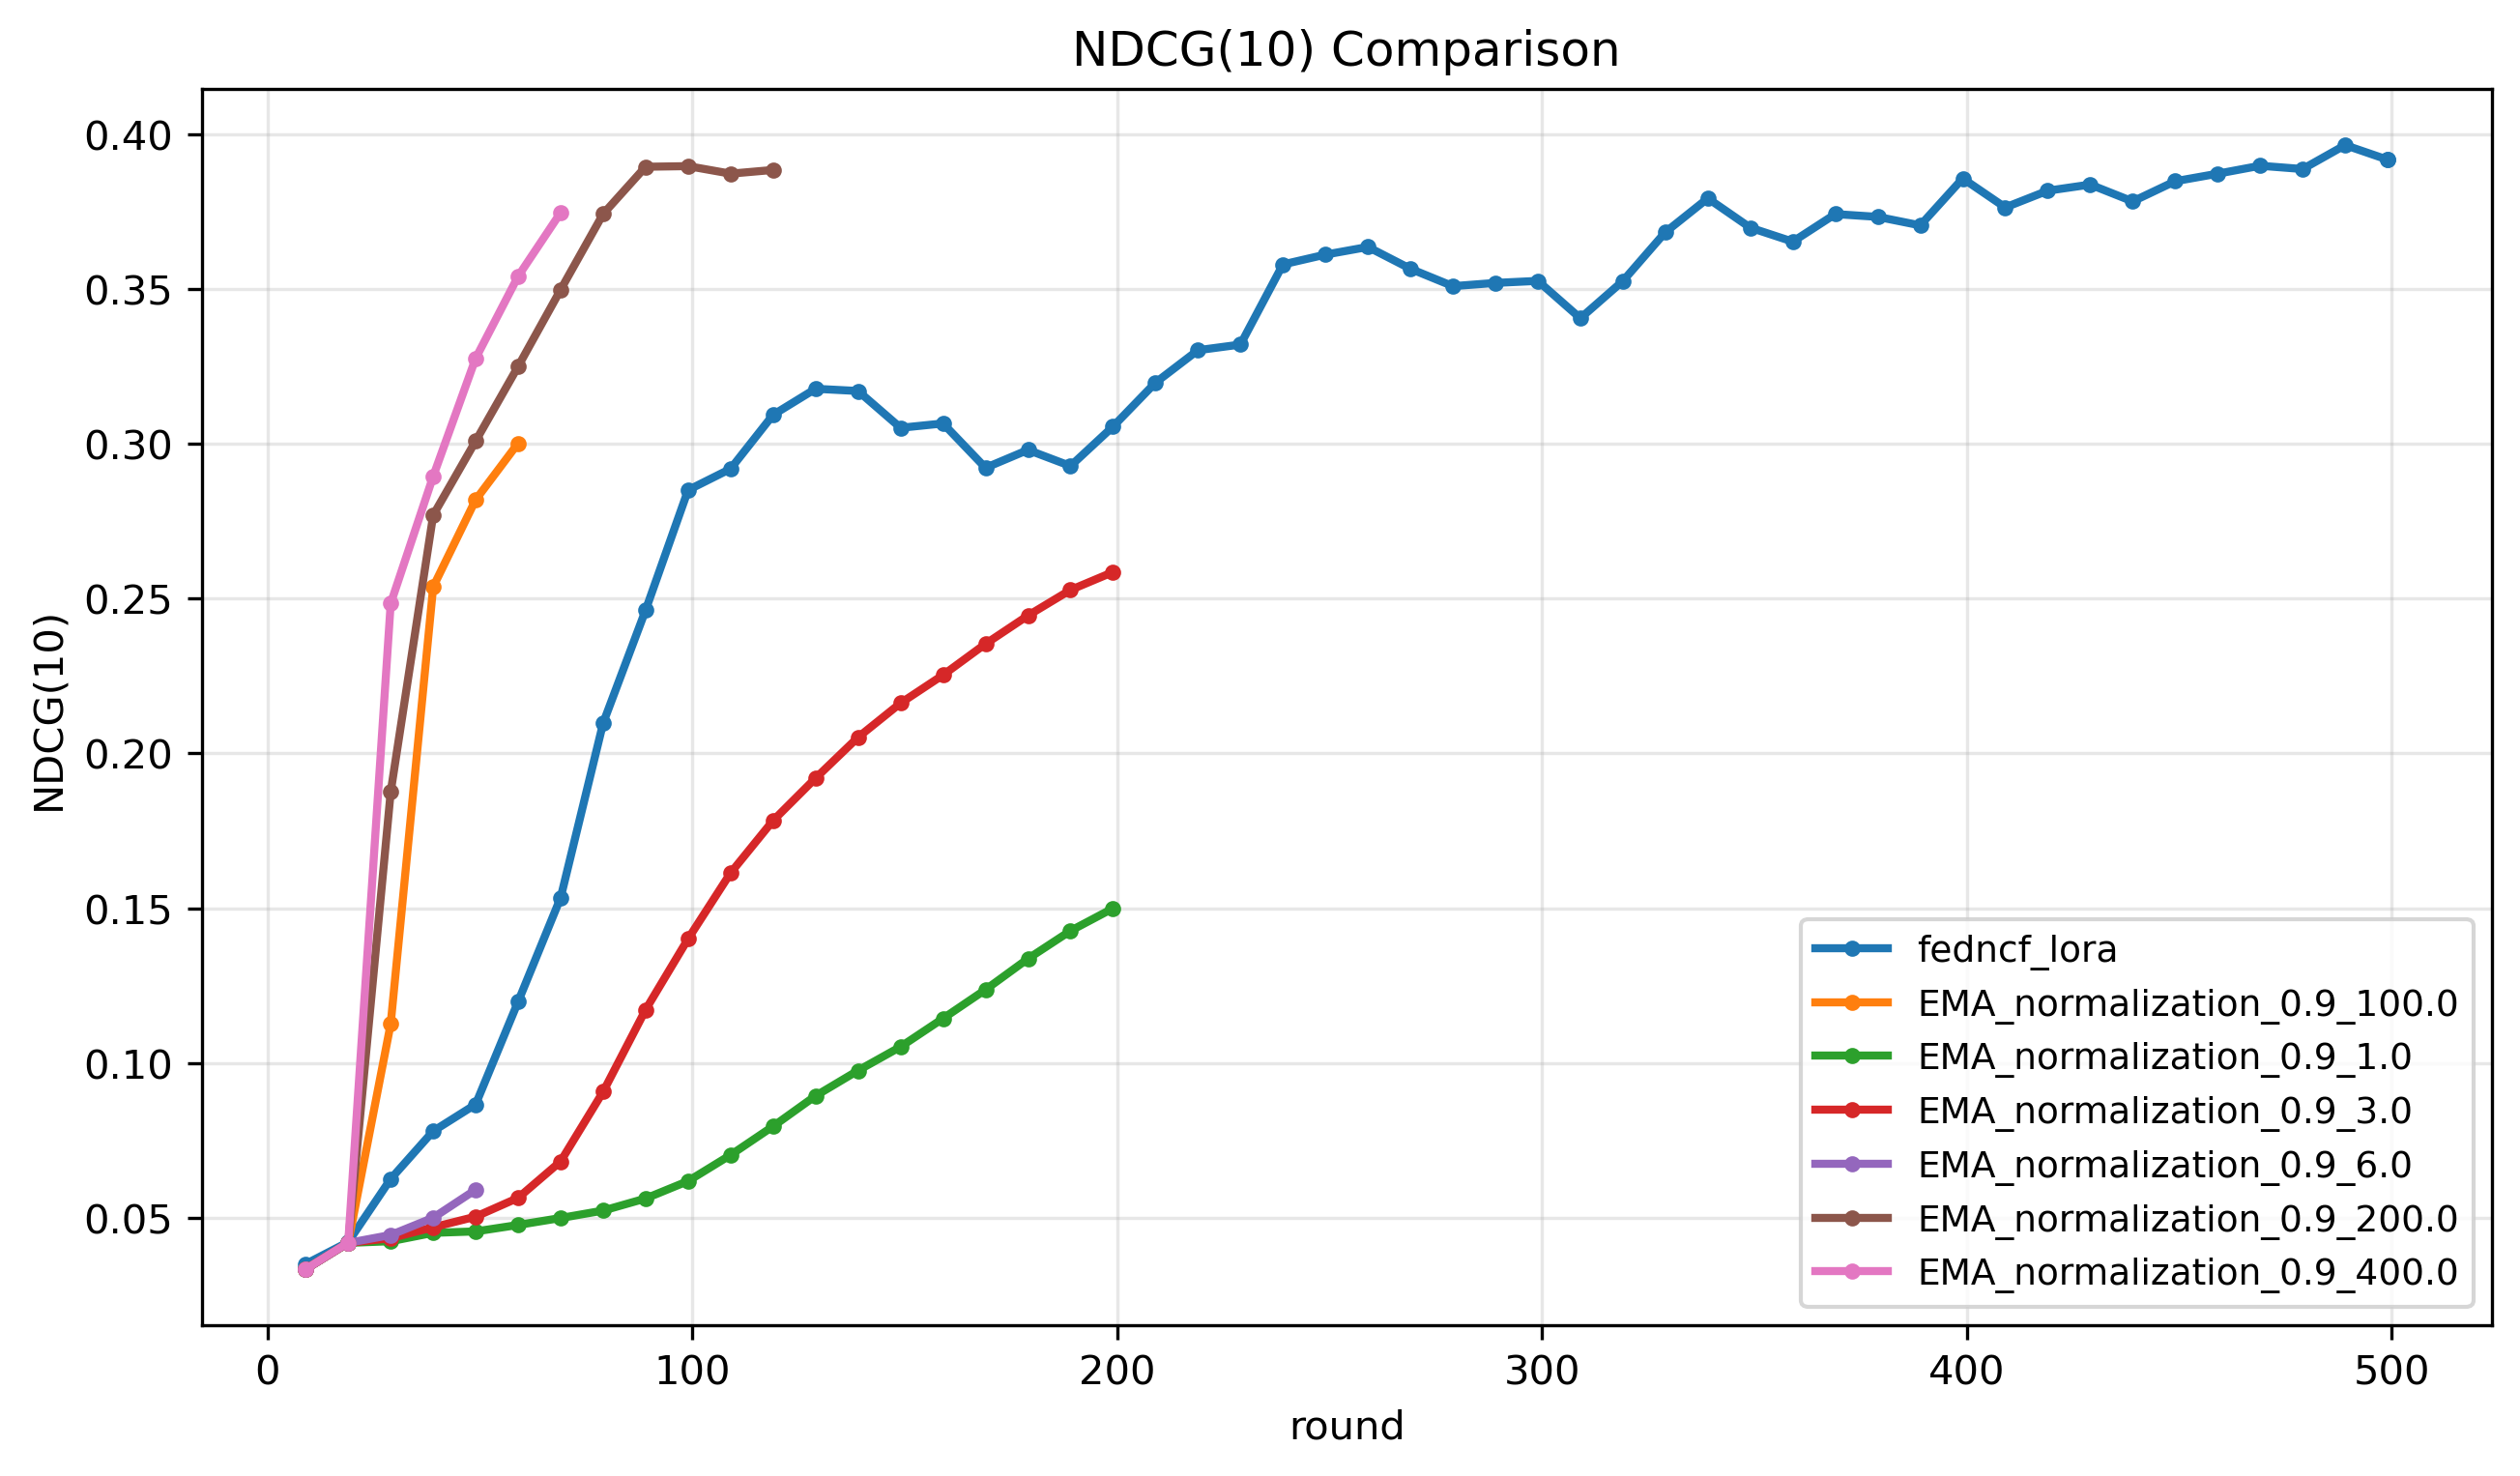 NDCG(10) Comparison
NDCG(10)
0.40
0.35
0.30
0.25
0.20
0.15
0.10
0.05
0 100 200 300 400 500
round
fedncf_lora
EMA_normalization_0.9_100.0
EMA_normalization_0.9_1.0
EMA_normalization_0.9_3.0
EMA_normalization_0.9_6.0
EMA_normalization_0.9_200.0
EMA_normalization_0.9_400.0